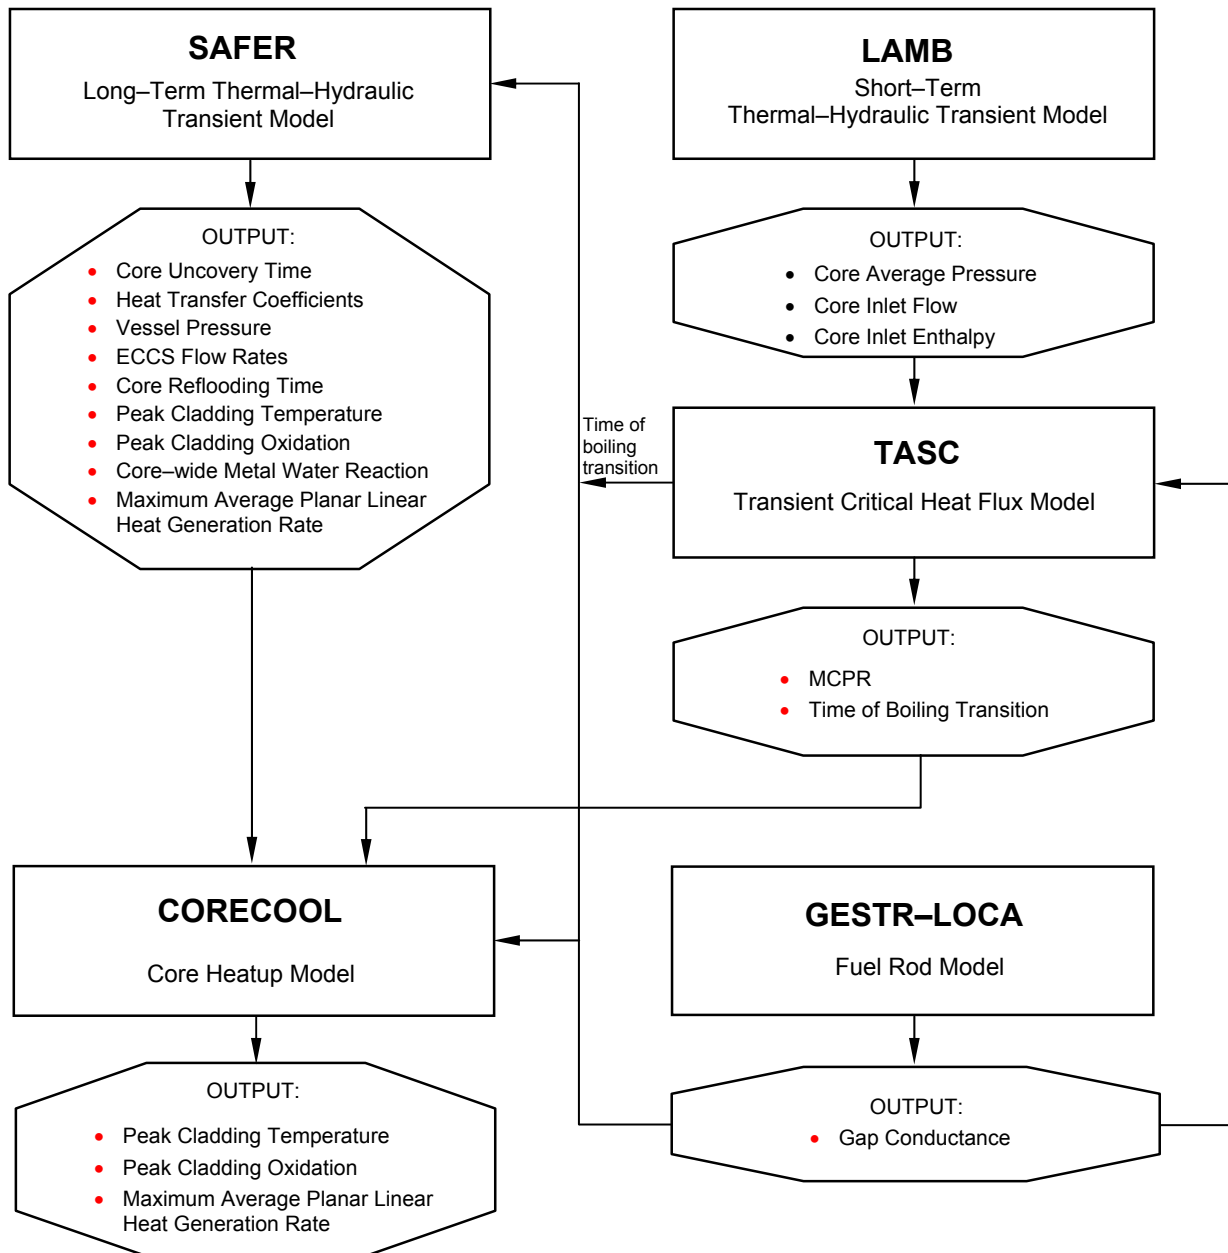 SAFER
Long–Term Thermal–Hydraulic
Transient Model
LAMB
Short–Term
Thermal–Hydraulic Transient Model
OUTPUT:
• Core Uncovery Time
• Heat Transfer Coefficients
• Vessel Pressure
• ECCS Flow Rates
• Core Reflooding Time
• Peak Cladding Temperature
• Peak Cladding Oxidation
• Core–wide Metal Water Reaction
• Maximum Average Planar Linear
Heat Generation Rate
OUTPUT:
• Core Average Pressure
• Core Inlet Flow
• Core Inlet Enthalpy
Time of
boiling
transition
TASC
Transient Critical Heat Flux Model
OUTPUT:
• MCPR
• Time of Boiling Transition
CORECOOL
Core Heatup Model
GESTR–LOCA
Fuel Rod Model
OUTPUT:
• Peak Cladding Temperature
• Peak Cladding Oxidation
• Maximum Average Planar Linear
Heat Generation Rate
OUTPUT:
• Gap Conductance